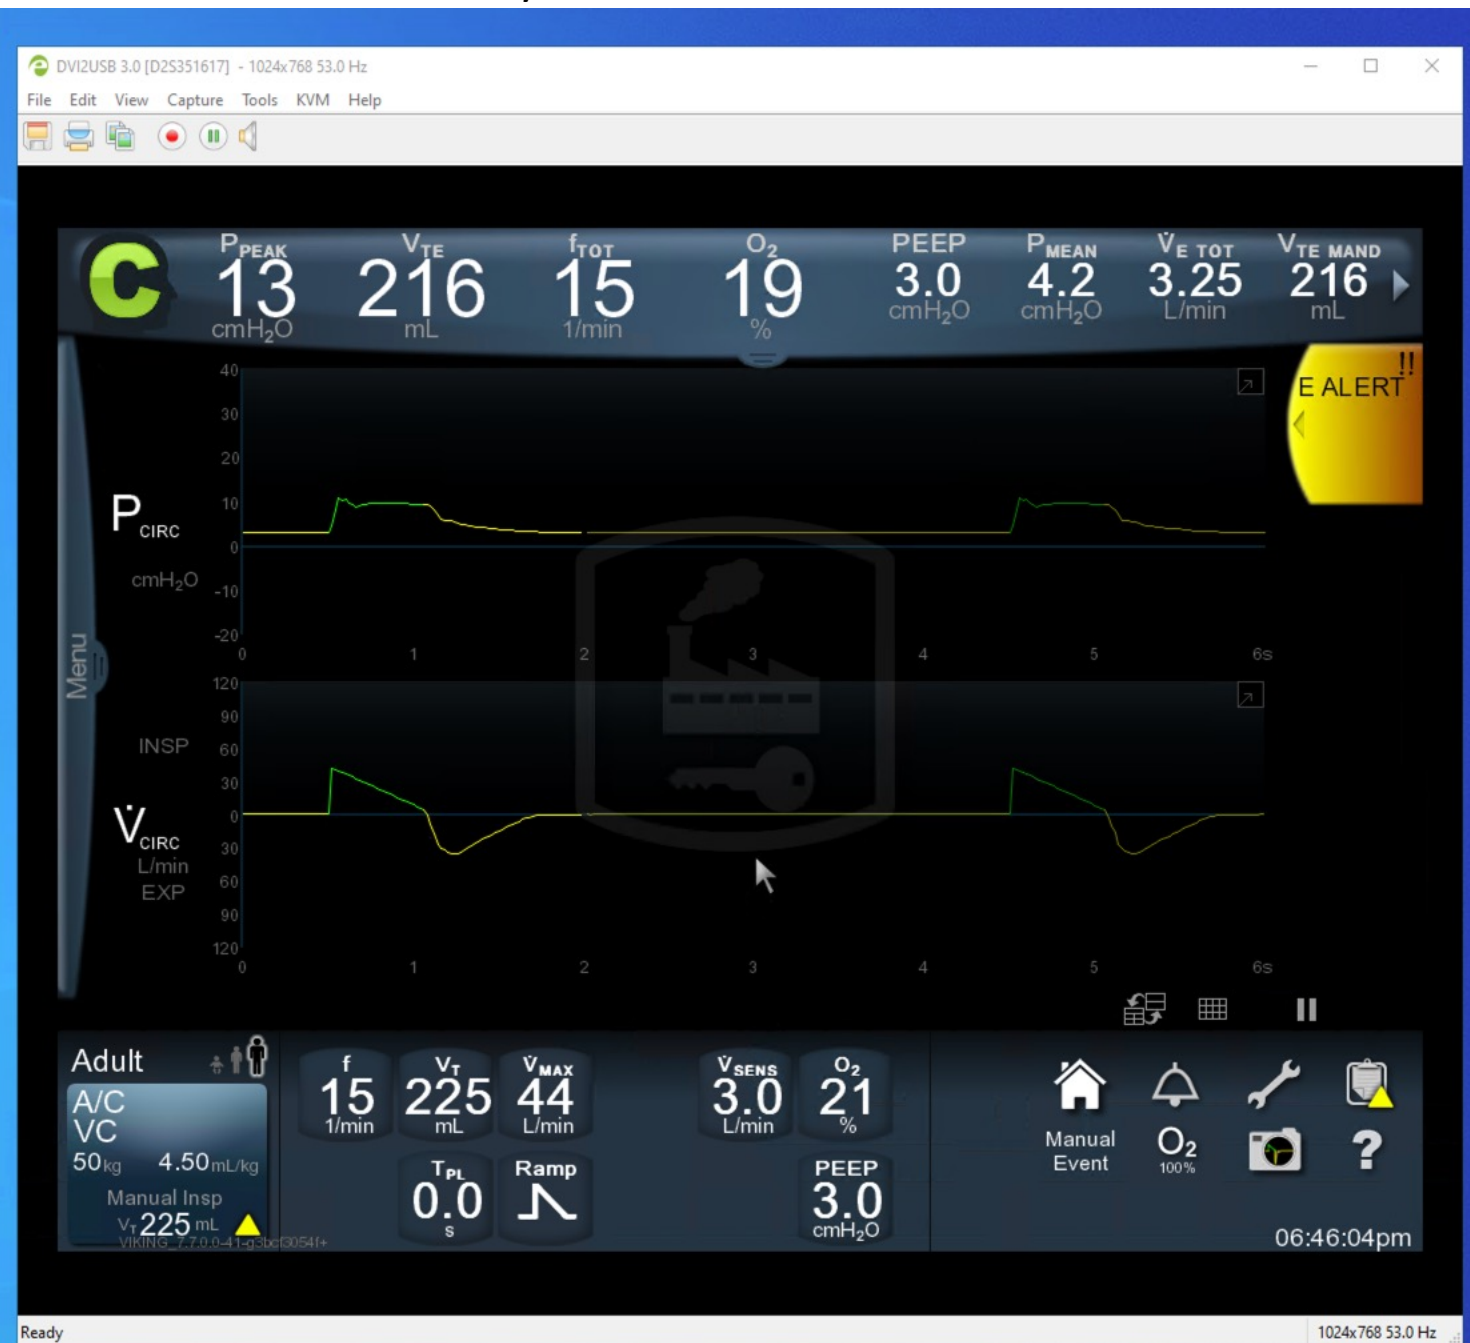 DVI2USB 3.0 [D2S351617] - 1024x768 53.0 Hz
File Edit View Capture Tools KVM Help
PPEAK VTE fTOT O2 PEEP PMEAN V̇E TOT VTE MAND
13 216 15 19 3.0 4.2 3.25 216
cmH2O mL 1/min % cmH2O cmH2O L/min mL
!!
E ALERT
40
30
20
10
0
-10
-20
PCIRC
cmH2O
0 1 2 3 4 5 6s
Menu
120
90
60
30
0
30
60
90
120
INSP
V̇CIRC
L/min
EXP
0 1 2 3 4 5 6s
Adult
A/C
VC
50kg 4.50mL/kg
Manual Insp
VT 225 mL
f VT V̇MAX V̇SENS O2
15 225 44 3.0 21
1/min mL L/min L/min %
TPL Ramp PEEP
0.0 3.0
s cmH2O
Manual
Event
O2
100%
?
06:46:04pm
Ready 1024x768 53.0 Hz